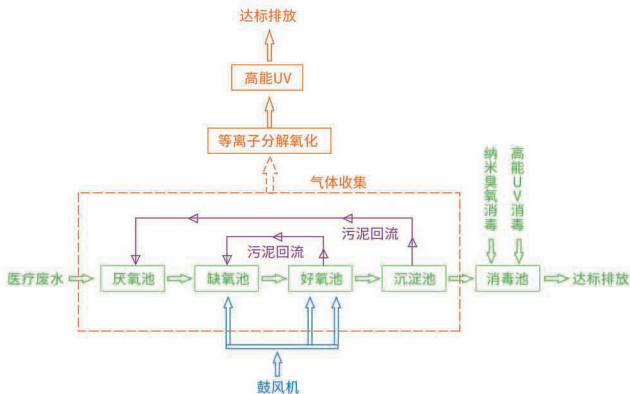 达标排放
高能UV
等离子分解氧化
气体收集
纳米臭氧消毒
高能UV消毒
污泥回流
污泥回流
医疗废水
厌氧池
缺氧池
好氧池
沉淀池
消毒池
达标排放
鼓风机